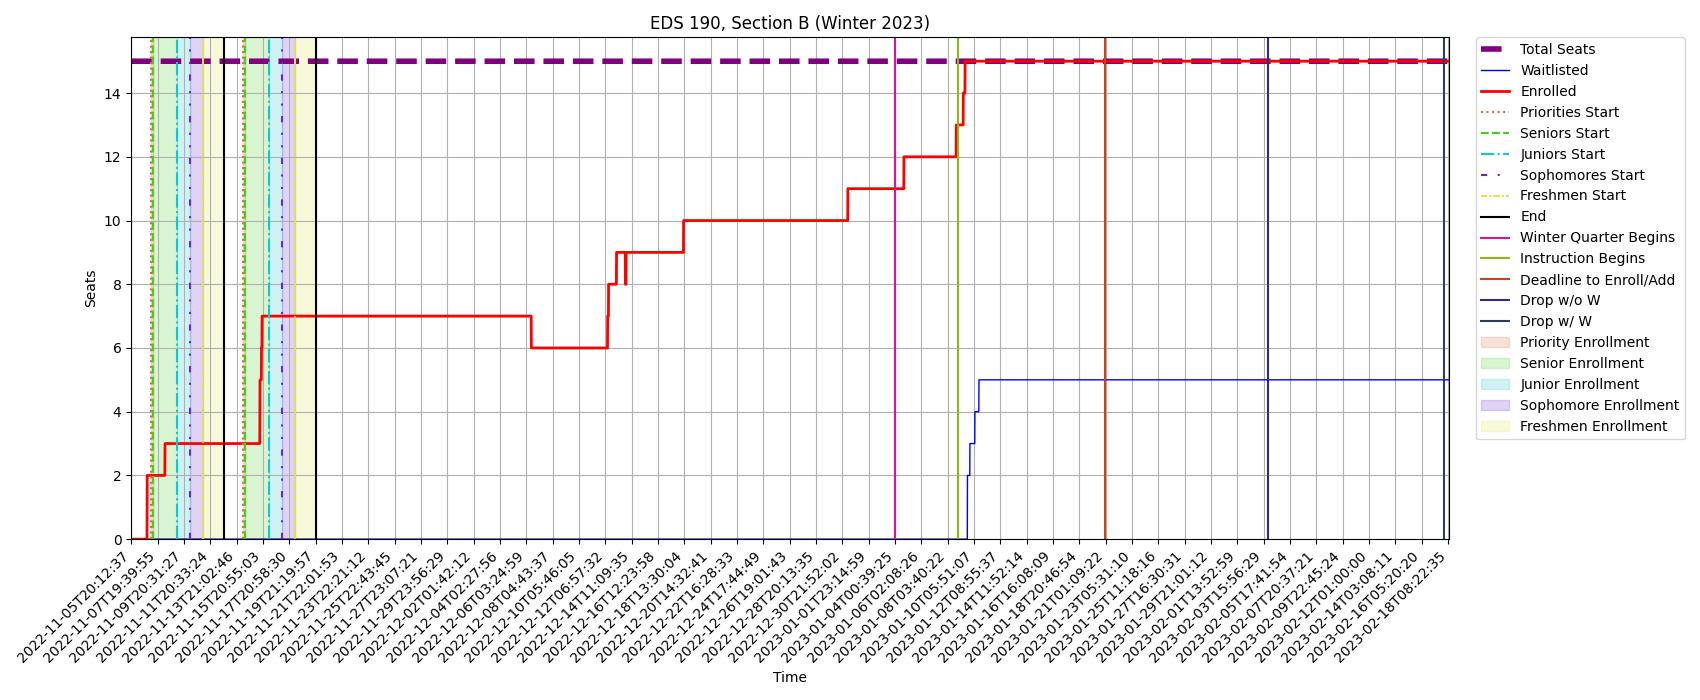 EDS 190, Section B (Winter 2023)
Seats
14
12
10
8
6
4
2
0
2022-11-05T20:12:37
2022-11-07T19:39:55
2022-11-09T20:31:27
2022-11-11T20:33:24
2022-11-13T21:02:46
2022-11-15T20:55:03
2022-11-17T20:58:30
2022-11-19T21:19:57
2022-11-21T22:01:53
2022-11-23T22:21:12
2022-11-25T22:43:45
2022-11-27T23:07:21
2022-11-29T23:56:29
2022-12-02T01:42:12
2022-12-04T02:27:56
2022-12-06T03:24:59
2022-12-08T04:43:37
2022-12-10T05:46:05
2022-12-12T06:57:32
2022-12-14T11:09:35
2022-12-16T12:23:58
2022-12-18T13:30:04
2022-12-20T14:32:41
2022-12-22T16:28:33
2022-12-24T17:44:49
2022-12-26T19:01:43
2022-12-28T20:13:35
2022-12-30T21:52:02
2023-01-01T23:14:59
2023-01-04T00:39:25
2023-01-06T02:08:26
2023-01-08T03:40:22
2023-01-10T05:51:07
2023-01-12T08:55:37
2023-01-14T11:52:14
2023-01-16T16:08:09
2023-01-18T20:46:54
2023-01-21T01:09:22
2023-01-23T05:31:10
2023-01-25T11:18:16
2023-01-27T16:30:31
2023-01-29T21:01:12
2023-02-01T13:52:59
2023-02-03T15:56:29
2023-02-05T17:41:54
2023-02-07T20:37:21
2023-02-09T22:45:24
2023-02-12T01:00:00
2023-02-14T03:08:11
2023-02-16T05:20:20
2023-02-18T08:22:35
Time
Total Seats
Waitlisted
Enrolled
Priorities Start
Seniors Start
Juniors Start
Sophomores Start
Freshmen Start
End
Winter Quarter Begins
Instruction Begins
Deadline to Enroll/Add
Drop w/o W
Drop w/ W
Priority Enrollment
Senior Enrollment
Junior Enrollment
Sophomore Enrollment
Freshmen Enrollment